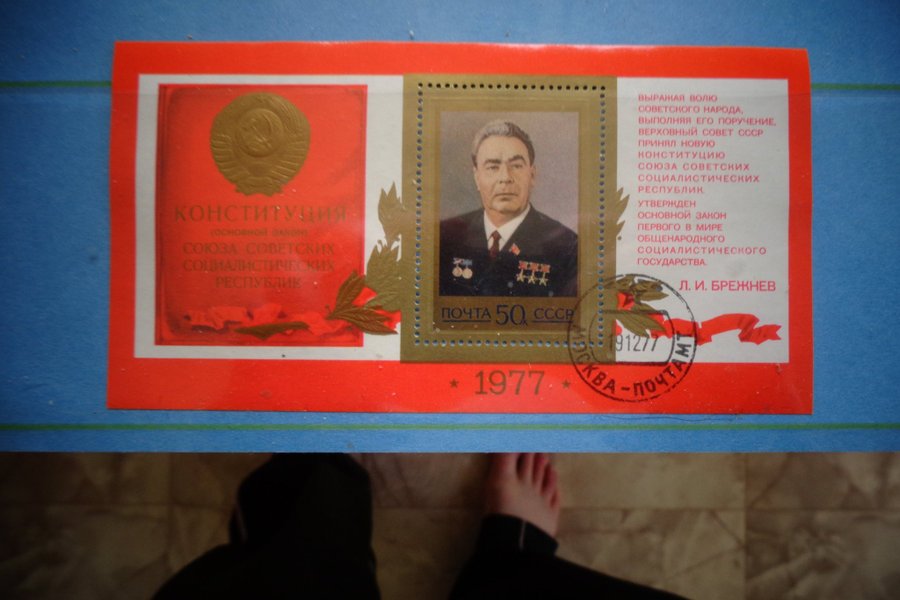 КОНСТИТУЦИЯ
(ОСНОВНОЙ ЗАКОН)
СОЮЗА СОВЕТСКИХ
СОЦИАЛИСТИЧЕСКИХ
РЕСПУБЛИК
ПОЧТА 50к СССР
ВЫРАЖАЯ ВОЛЮ
СОВЕТСКОГО НАРОДА,
ВЫПОЛНЯЯ ЕГО ПОРУЧЕНИЕ,
ВЕРХОВНЫЙ СОВЕТ СССР
ПРИНЯЛ НОВУЮ
КОНСТИТУЦИЮ
СОЮЗА СОВЕТСКИХ
СОЦИАЛИСТИЧЕСКИХ
РЕСПУБЛИК.
УТВЕРЖДЕН
ОСНОВНОЙ ЗАКОН
ПЕРВОГО В МИРЕ
ОБЩЕНАРОДНОГО
СОЦИАЛИСТИЧЕСКОГО
ГОСУДАРСТВА.
Л. И. БРЕЖНЕВ
191277
МОСКВА-ПОЧТАМТ
* 1977 *